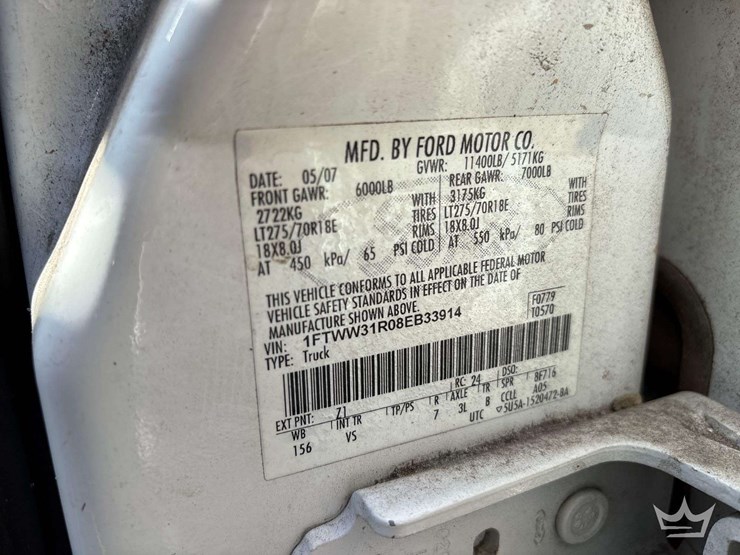 MFD. BY FORD MOTOR CO.
DATE: 05/07 GVWR: 11400LB/ 5171KG
FRONT GAWR: 6000LB REAR GAWR: 7000LB
2722KG WITH 3175KG WITH
LT275/70R18E TIRES LT275/70R18E TIRES
18X8.0J RIMS 18X8.0J RIMS
AT 450 kPa/ 65 PSI COLD AT 550 kPa/ 80 PSI COLD
THIS VEHICLE CONFORMS TO ALL APPLICABLE FEDERAL MOTOR
VEHICLE SAFETY STANDARDS IN EFFECT ON THE DATE OF
MANUFACTURE SHOWN ABOVE.
VIN: 1FTWW31R08EB33914
TYPE: Truck
F0779
10570
EXT PNT: Z1 RC: 24 DSO:
WB INT TR TP/PS R AXLE TR SPR BF716
156 VS 7 3L B CCLL A05
UTC 5U5A-1520472-BA